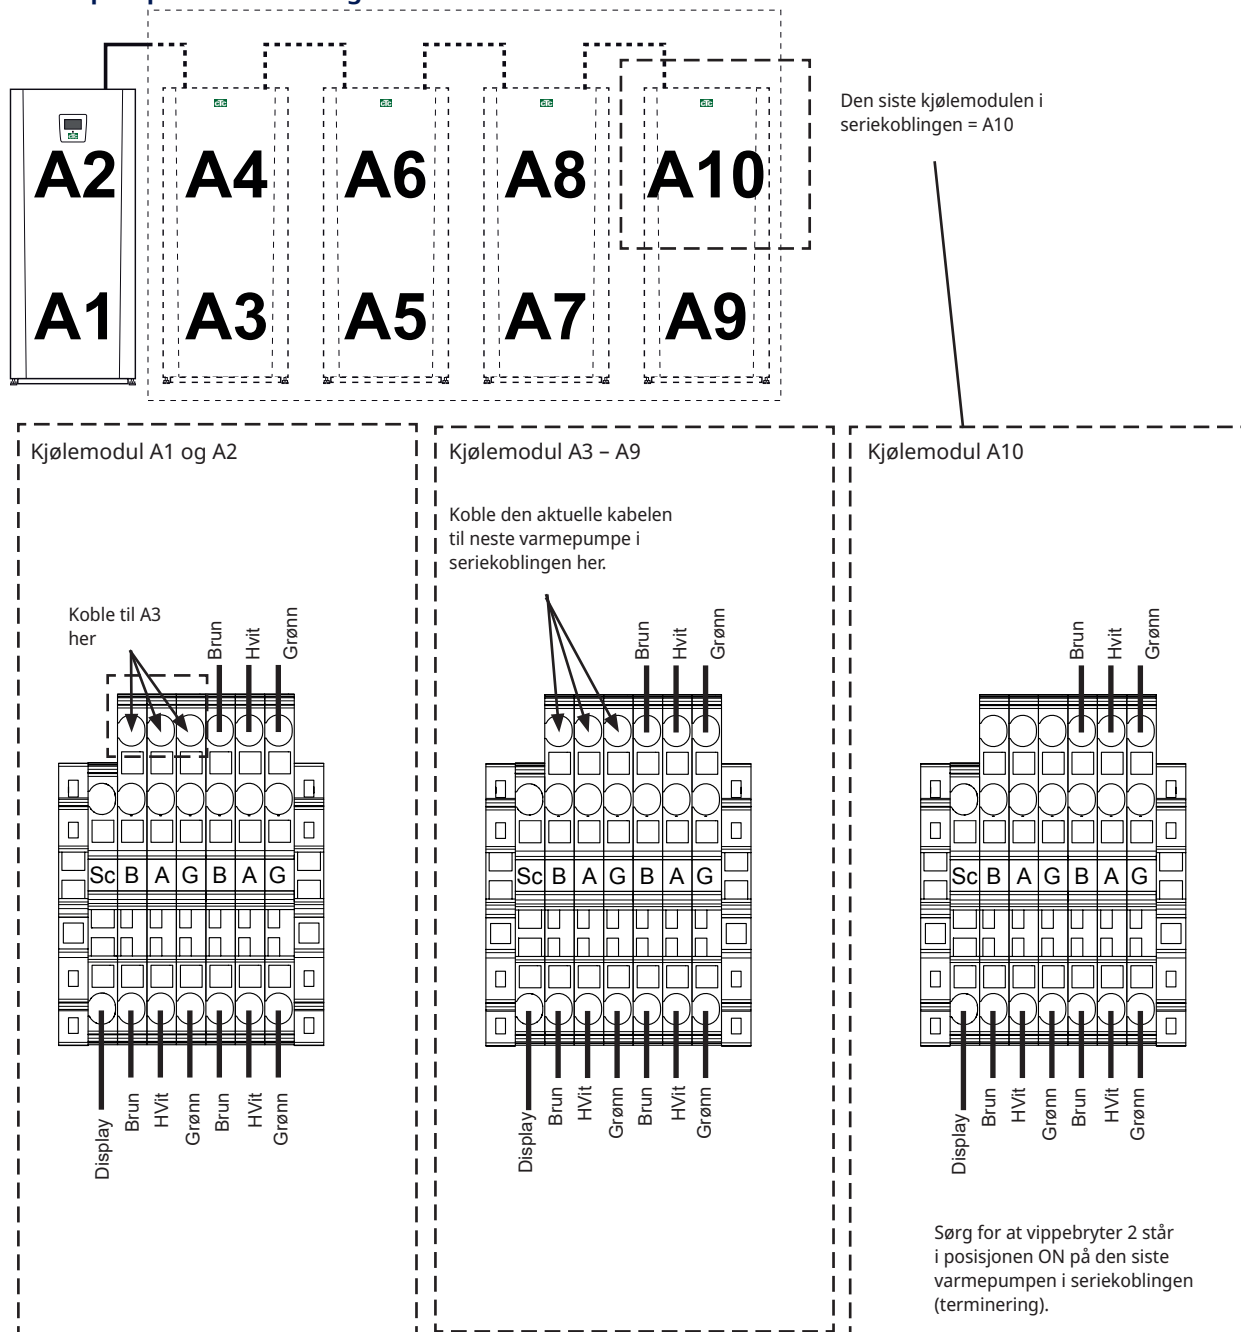 A2
A4
A6
A8
A10
A1
A3
A5
A7
A9
Den siste kjølemodulen i
seriekoblingen = A10
Kjølemodul A1 og A2
Koble til A3
her
Brun
Hvit
Grønn
Sc B A G B A G
Display
Brun
HVit
Grønn
Brun
HVit
Grønn
Kjølemodul A3 – A9
Koble den aktuelle kabelen
til neste varmepumpe i
seriekoblingen her.
Brun
Hvit
Grønn
Sc B A G B A G
Display
Brun
HVit
Grønn
Brun
HVit
Grønn
Kjølemodul A10
Brun
Hvit
Grønn
Sc B A G B A G
Display
Brun
HVit
Grønn
Brun
HVit
Grønn
Sørg for at vippebryter 2 står
i posisjonen ON på den siste
varmepumpen i seriekoblingen
(terminering).